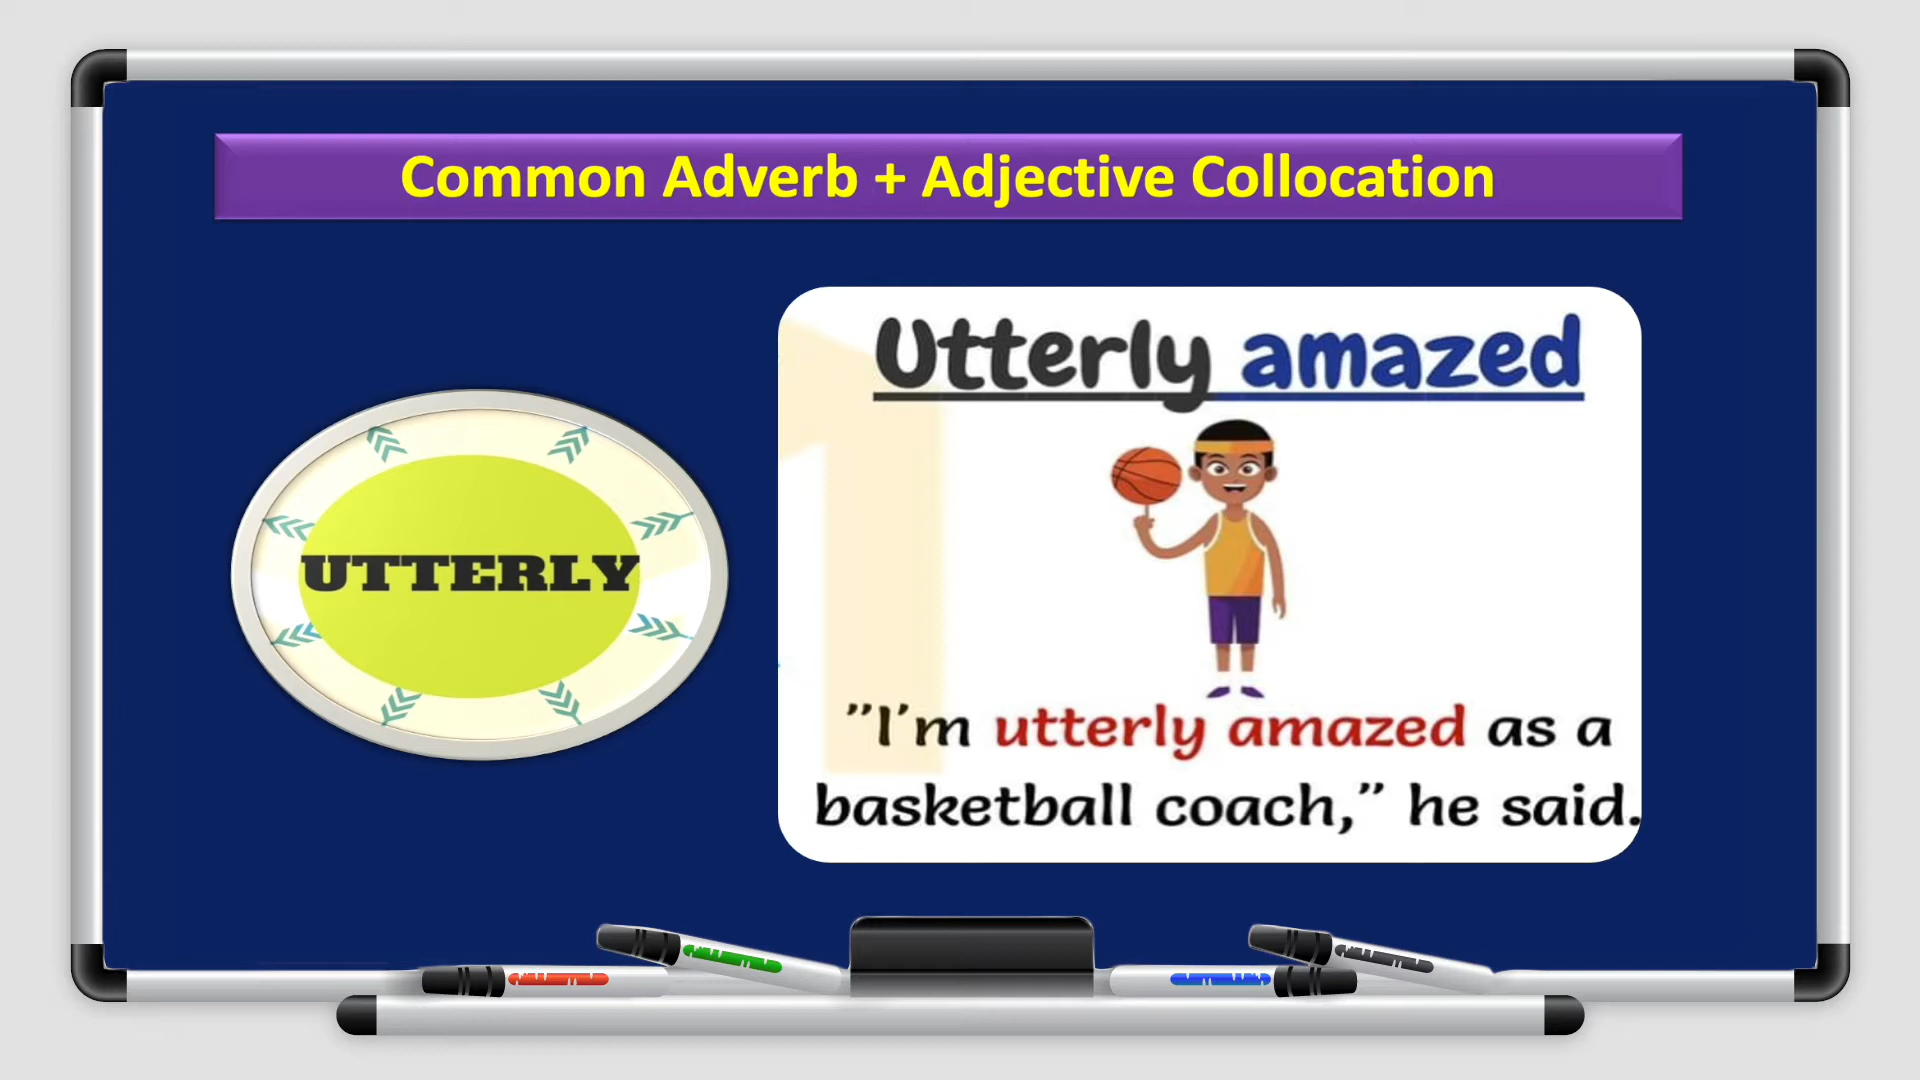 Common Adverb + Adjective Collocation
UTTERLY
Utterly amazed
"I'm utterly amazed as a
basketball coach," he said.